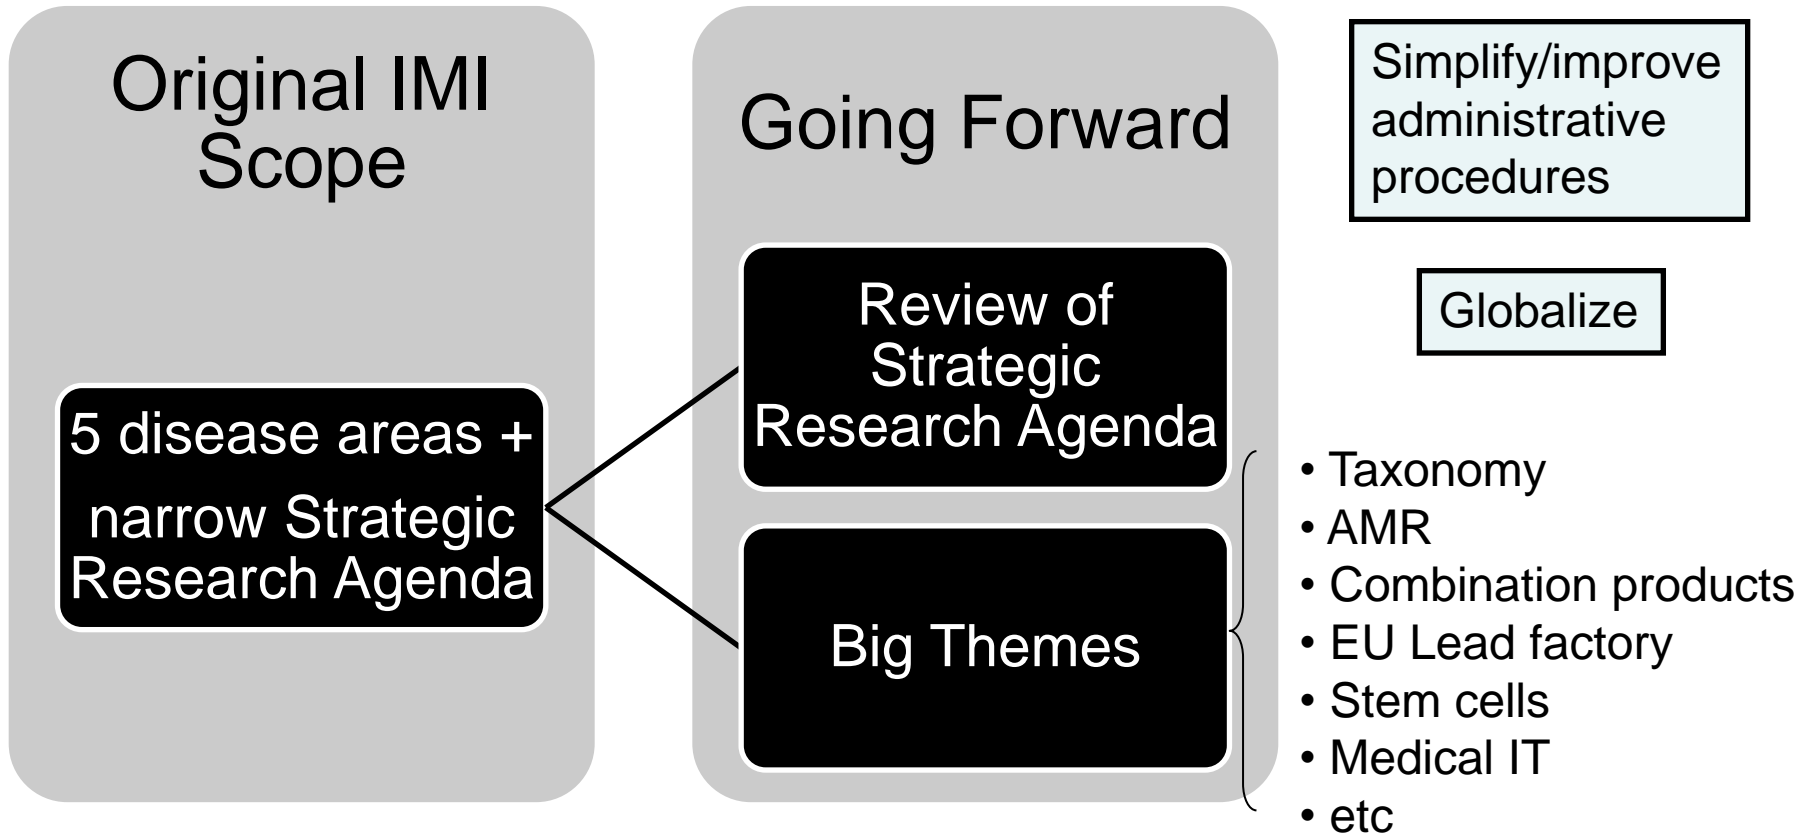 Original IMI
Scope
5 disease areas +
narrow Strategic
Research Agenda
Going Forward
Review of
Strategic
Research Agenda
Big Themes
Simplify/improve
administrative
procedures
Globalize
• Taxonomy
• AMR
• Combination products
• EU Lead factory
• Stem cells
• Medical IT
• etc